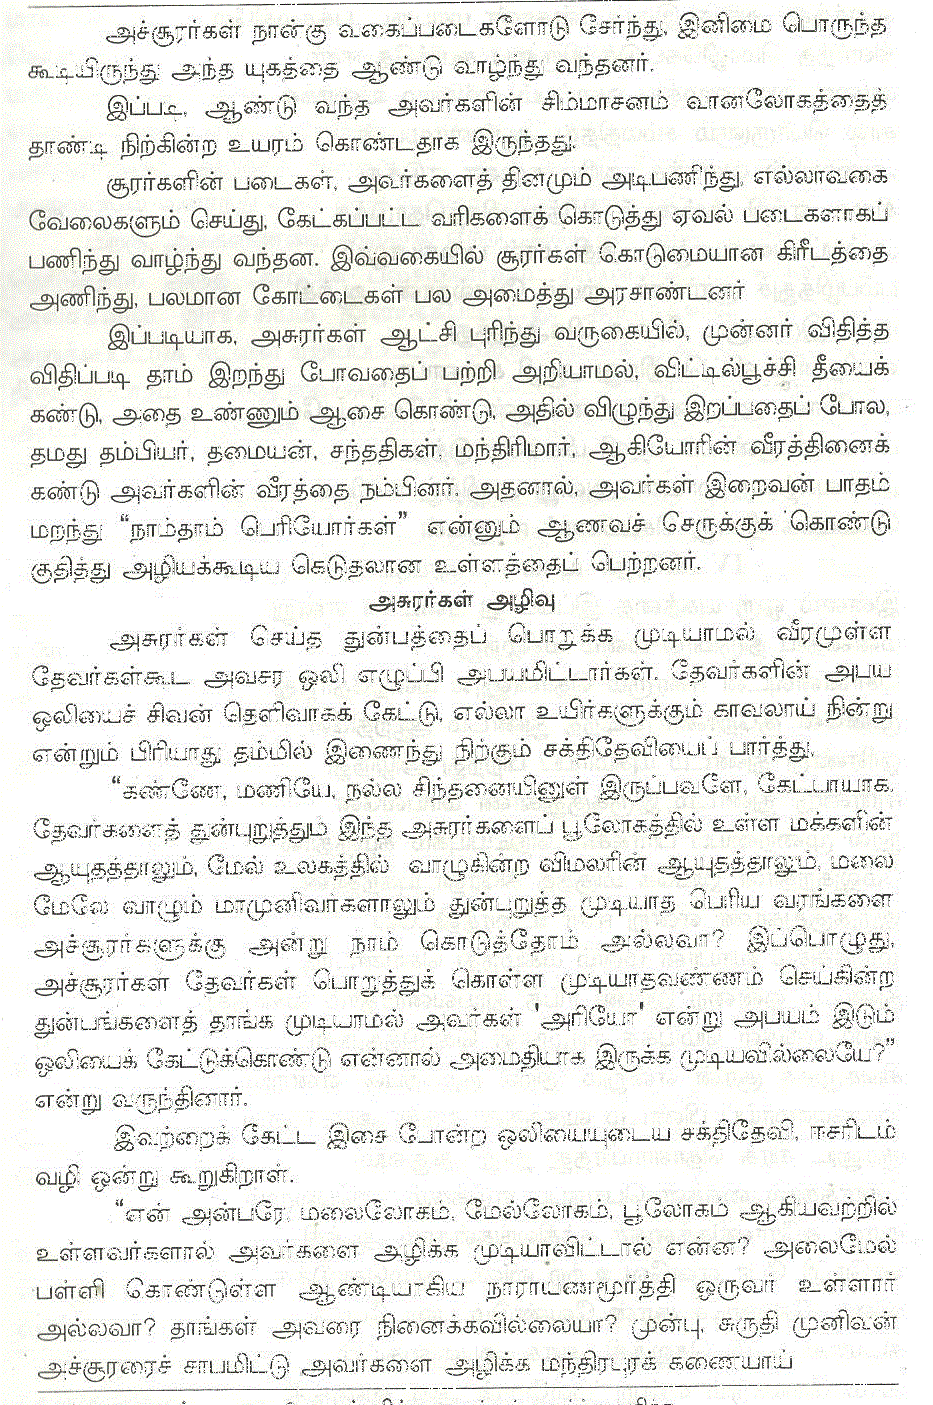 அச்சூரர்கள் நான்கு வகைப்படைகளோடு சேர்ந்து, இனிமை பொருந்த
கூடியிருந்து அந்த யுகத்தை ஆண்டு வாழ்ந்து வந்தனர்.
இப்படி, ஆண்டு வந்த அவர்களின் சிம்மாசனம் வானலோகத்தைத்
தாண்டி நிற்கின்ற உயரம் கொண்டதாக இருந்தது.
சூரர்களின் படைகள், அவர்களைத் தினமும் அடிபணிந்து, எல்லாவகை
வேலைகளும் செய்து, கேட்கப்பட்ட வரிகளைக் கொடுத்து ஏவல் படைகளாகப்
பணிந்து வாழ்ந்து வந்தன. இவ்வகையில் சூரர்கள் கொடுமையான கிரீடத்தை
அணிந்து, பலமான கோட்டைகள் பல அமைத்து அரசாண்டனர்
இப்படியாக, அசுரர்கள் ஆட்சி புரிந்து வருகையில், முன்னர் விதித்த
விதிப்படி தாம் இறந்து போவதைப் பற்றி அறியாமல், விட்டில்பூச்சி தீயைக்
கண்டு, அதை உண்ணும் ஆசை கொண்டு, அதில் விழுந்து இறப்பதைப் போல,
தமது தம்பியர், தமையன், சந்ததிகள், மந்திரிமார், ஆகியோரின் வீரத்தினைக்
கண்டு அவர்களின் வீரத்தை நம்பினர். அதனால், அவர்கள் இறைவன் பாதம்
மறந்து “நாம்தாம் பெரியோர்கள்” என்னும் ஆணவச் செருக்குக் கொண்டு
குதித்து அழியக்கூடிய கெடுதலான உள்ளத்தைப் பெற்றனர்.
அசுரர்கள் அழிவு
அசுரர்கள் செய்த துன்பத்தைப் பொறுக்க முடியாமல் வீரமுள்ள
தேவர்கள்கூட அவசர ஒலி எழுப்பி அபயமிட்டார்கள். தேவர்களின் அபய
ஒலியைச் சிவன் தெளிவாகக் கேட்டு, எல்லா உயிர்களுக்கும் காவலாய் நின்று
என்றும் பிரியாது தம்மில் இணைந்து நிற்கும் சக்திதேவியைப் பார்த்து,
“கண்ணே, மணியே, நல்ல சிந்தனையினுள் இருப்பவளே, கேட்பாயாக.
தேவர்களைத் துன்புறுத்தும் இந்த அசுரர்களைப் பூலோகத்தில் உள்ள மக்களின்
ஆயுதத்தாலும், மேல் உலகத்தில் வாழுகின்ற விமலரின் ஆயுதத்தாலும், மலை
மேலே வாழும் மாமுனிவர்களாலும் துன்புறுத்த முடியாத பெரிய வரங்களை
அச்சூரர்களுக்கு அன்று நாம் கொடுத்தோம் அல்லவா? இப்பொழுது,
அச்சூரர்கள் தேவர்கள் பொறுத்துக் கொள்ள முடியாதவண்ணம் செய்கின்ற
துன்பங்களைத் தாங்க முடியாமல் அவர்கள் 'அரியோ' என்று அபயம் இடும்
ஒலியைக் கேட்டுக்கொண்டு என்னால் அமைதியாக இருக்க முடியவில்லையே?”
என்று வருந்தினார்.
இவற்றைக் கேட்ட இசை போன்ற ஒலியையுடைய சக்திதேவி, ஈசரிடம்
வழி ஒன்று கூறுகிறாள்.
“என் அன்பரே, மலைலோகம், மேல்லோகம், பூலோகம் ஆகியவற்றில்
உள்ளவர்களால் அவர்களை அழிக்க முடியாவிட்டால் என்ன? அலைமேல்
பள்ளி கொண்டுள்ள ஆண்டியாகிய நாராயணமூர்த்தி ஒருவர் உள்ளார்
அல்லவா? தாங்கள் அவரை நினைக்கவில்லையா? முன்பு, சுருதி முனிவன்
அச்சூரரைச் சாபமிட்டு அவர்களை அழிக்க மந்திரபுரக் கணையாய்